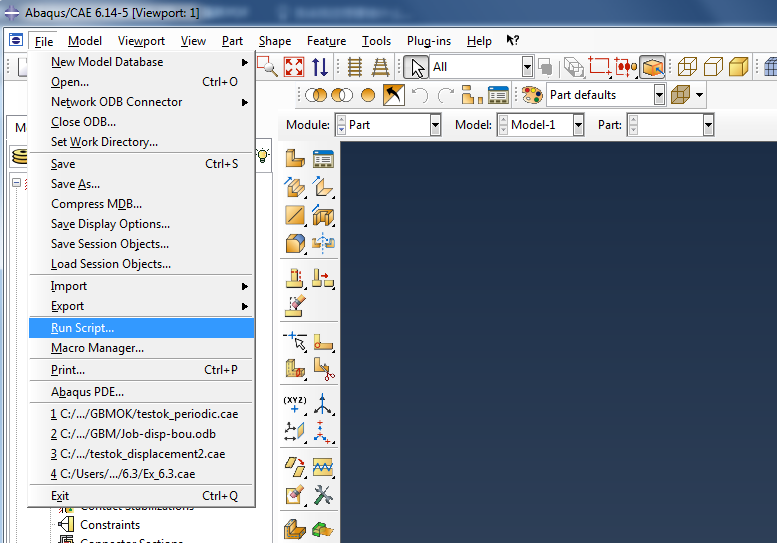 Abaqus/CAE 6.14-5 [Viewport: 1]
File Model Viewport View Part Shape Feature Tools Plug-ins Help
All
Part defaults
Module: Part Model: Model-1 Part:
New Model Database
Open... Ctrl+O
Network ODB Connector
Close ODB...
Set Work Directory...
Save Ctrl+S
Save As...
Compress MDB...
Save Display Options...
Save Session Objects...
Load Session Objects...
Import
Export
Run Script...
Macro Manager...
Print... Ctrl+P
Abaqus PDE...
1 C:/.../GBMOK/testok_periodic.cae
2 C:/.../GBM/Job-disp-bou.odb
3 C:/.../testok_displacement2.cae
4 C:/Users/.../6.3/Ex_6.3.cae
Exit Ctrl+Q
Contact Stabilizations
Constraints
Connector Sections
(XYZ)